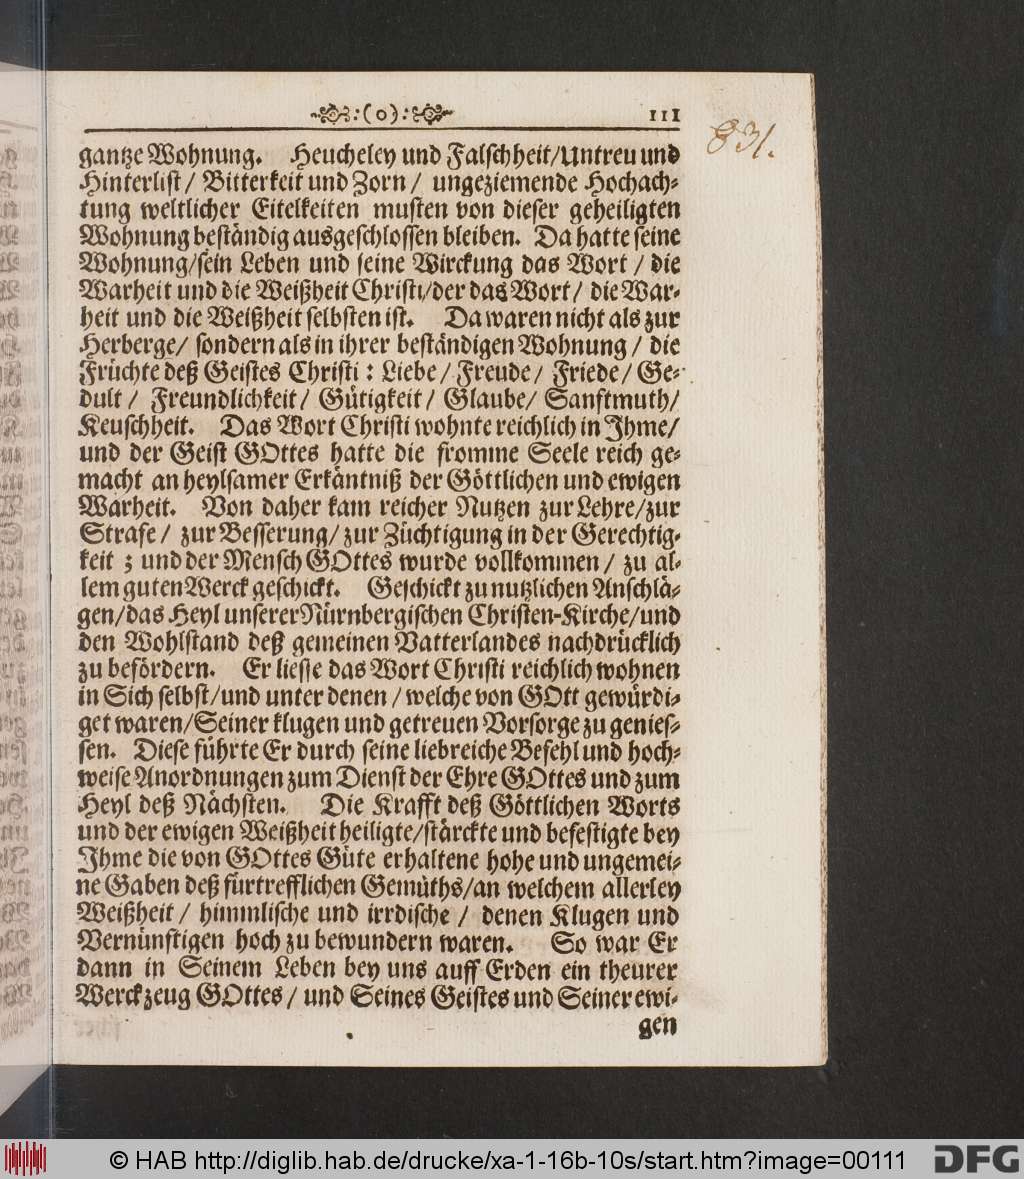 :(o):
111
831.
gantze Wohnung. Heucheley und Falschheit/Untreu und
Hinterlist/ Bitterkeit und Zorn/ ungeziemende Hochach-
tung weltlicher Eitelkeiten musten von dieser geheiligten
Wohnung beständig ausgeschlossen bleiben. Da hatte seine
Wohnung/sein Leben und seine Wirckung das Wort / die
Warheit und die Weißheit Christi/der das Wort/ die War-
heit und die Weißheit selbsten ist. Da waren nicht als zur
Herberge/ sondern als in ihrer beständigen Wohnung / die
Früchte deß Geistes Christi: Liebe/ Freude/ Friede/ Ge-
dult/ Freundlichkeit/ Gütigkeit/ Glaube/ Sanftmuth/
Keuschheit. Das Wort Christi wohnte reichlich in Ihme/
und der Geist GOttes hatte die fromme Seele reich ge-
macht an heylsamer Erkäntniß der Göttlichen und ewigen
Warheit. Von daher kam reicher Nutzen zur Lehre/zur
Strafe/ zur Besserung/ zur Züchtigung in der Gerechtig-
keit; und der Mensch GOttes wurde vollkommen/ zu al-
lem guten Werck geschickt. Geschickt zu nutzlichen Anschlä-
gen/das Heyl unserer Nürnbergischen Christen-Kirche/und
den Wohlstand deß gemeinen Vatterlandes nachdrücklich
zu befördern. Er liesse das Wort Christi reichlich wohnen
in Sich selbst/und unter denen/welche von GOtt gewürdi-
get waren/Seiner klugen und getreuen Vorsorge zu genies-
sen. Diese führte Er durch seine liebreiche Befehl und hoch-
weise Anordnungen zum Dienst der Ehre GOttes und zum
Heyl deß Nächsten. Die Krafft deß Göttlichen Worts
und der ewigen Weißheit heiligte/stärckte und befestigte bey
Ihme die von GOttes Güte erhaltene hohe und ungemei-
ne Gaben deß fürtrefflichen Gemüths/an welchem allerley
Weißheit/ himmlische und irrdische/ denen Klugen und
Vernünftigen hoch zu bewundern waren. So war Er
dann in Seinem Leben bey uns auff Erden ein theurer
Werckzeug GOttes/ und Seines Geistes und Seiner ewi-
gen
© HAB http://diglib.hab.de/drucke/xa-1-16b-10s/start.htm?image=00111
DFG